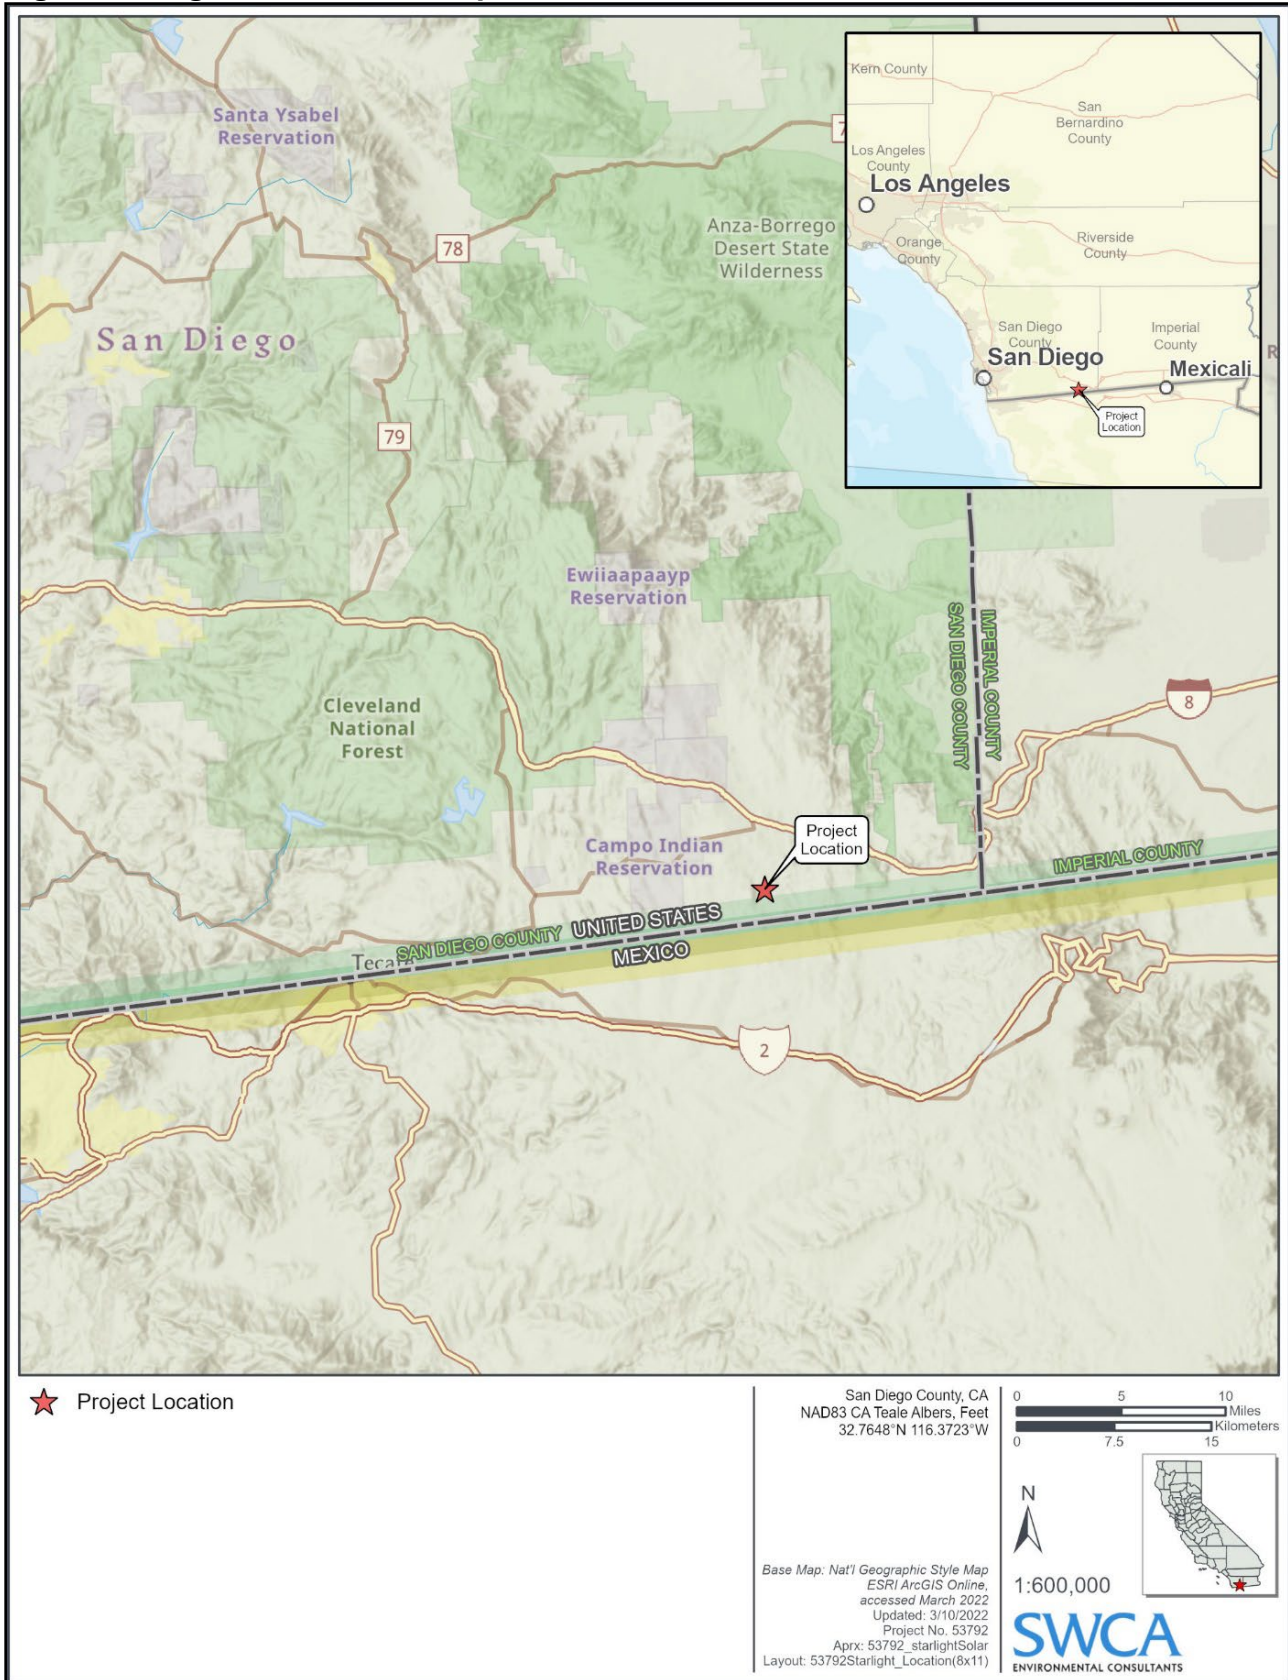 Santa Ysabel
Reservation
78
Anza-Borrego
Desert State
Wilderness
San Diego
79
Ewiiaapaayp
Reservation
SAN DIEGO COUNTY
IMPERIAL COUNTY
8
Cleveland
National
Forest
Project
Location
Campo Indian
Reservation
IMPERIAL COUNTY
SAN DIEGO COUNTY
UNITED STATES
MEXICO
2
Kern County
San
Bernardino
County
Los Angeles
County
Los Angeles
Orange
County
Riverside
County
San Diego
County
Imperial
County
San Diego
Mexicali
Project
Location
Project Location
San Diego County, CA
NAD83 CA Teale Albers, Feet
32.7648°N 116.3723°W
0 5 10
Miles
Kilometers
0 7.5 15
N
1:600,000
Base Map: Nat'l Geographic Style Map
ESRI ArcGIS Online,
accessed March 2022
Updated: 3/10/2022
Project No. 53792
Aprx: 53792_starlightSolar
Layout: 53792Starlight_Location(8x11)
SWCA
ENVIRONMENTAL CONSULTANTS